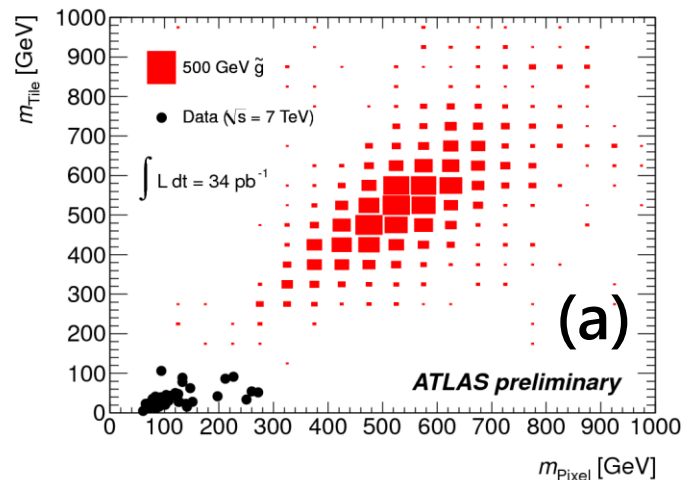 m_Tile [GeV]
1000
900
800
700
600
500
400
300
200
100
0
500 GeV g̃
Data (√s = 7 TeV)
∫ L dt = 34 pb⁻¹
(a)
ATLAS preliminary
0 100 200 300 400 500 600 700 800 900 1000
m_Pixel [GeV]